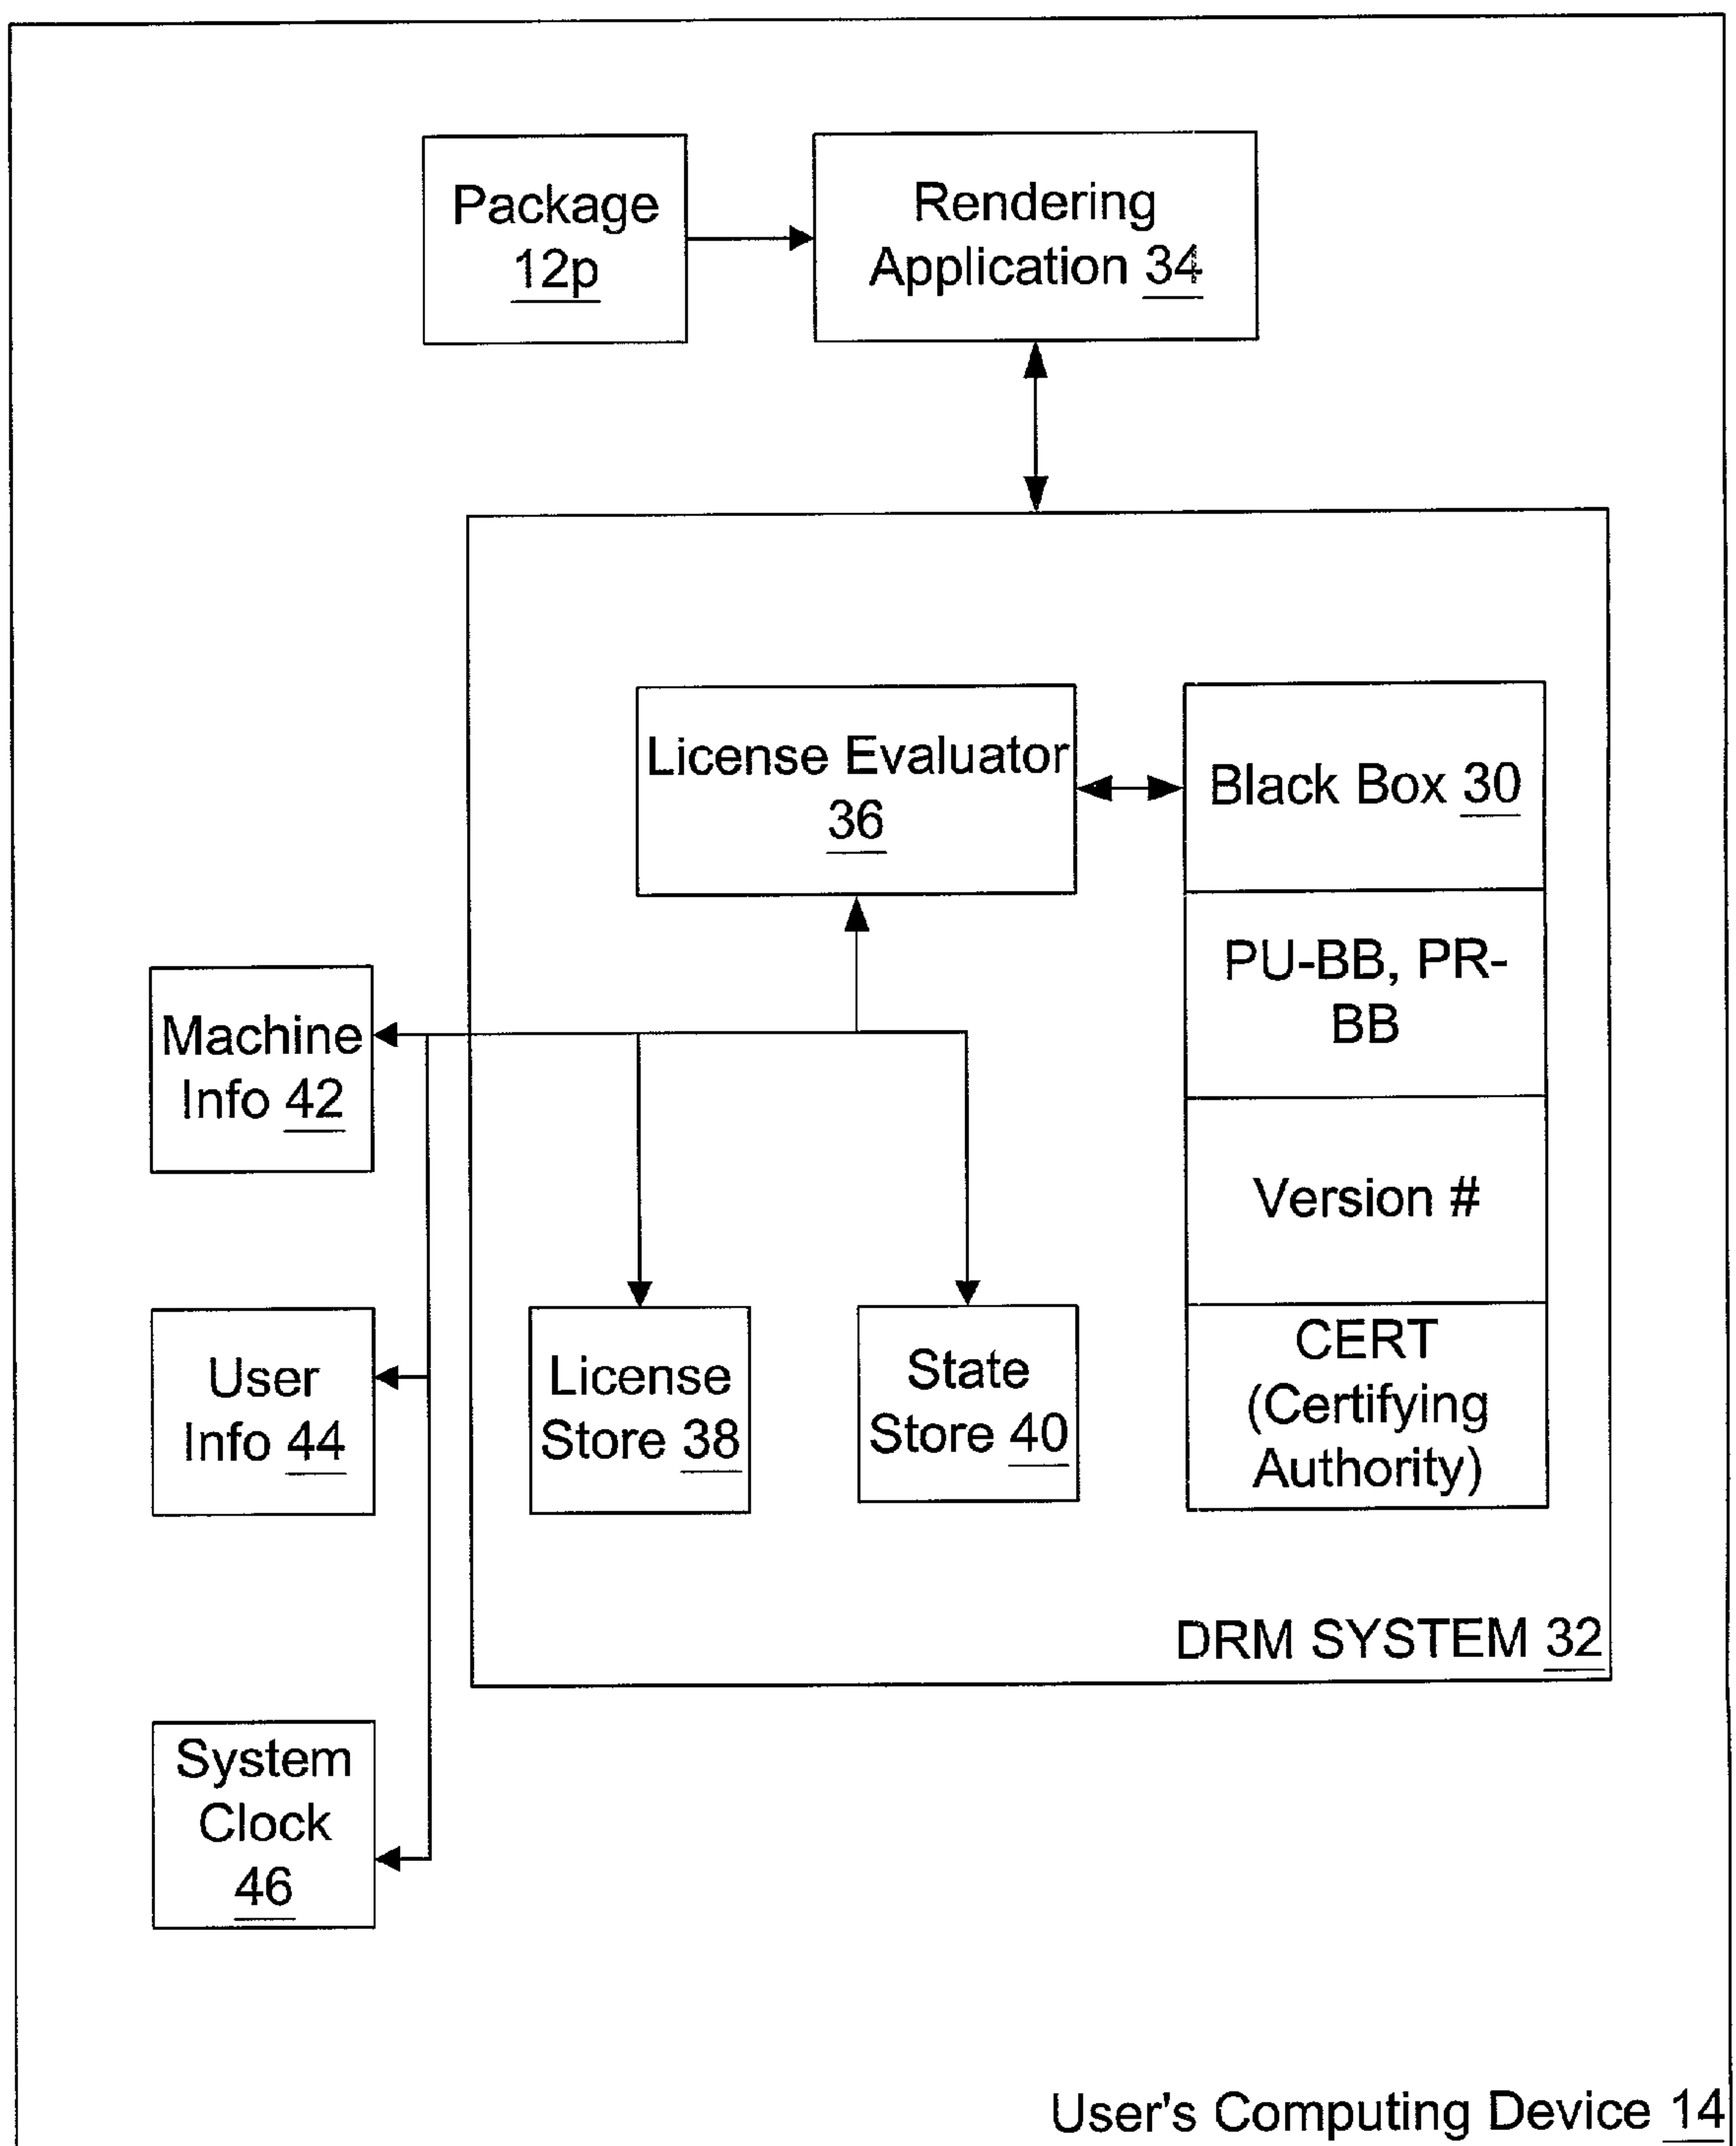 Package
12p
Rendering
Application 34
License Evaluator
36
Black Box 30
PU-BB, PR-
BB
Version #
CERT
(Certifying
Authority)
Machine
Info 42
User
Info 44
License
Store 38
State
Store 40
System
Clock
46
DRM SYSTEM 32
User's Computing Device 14